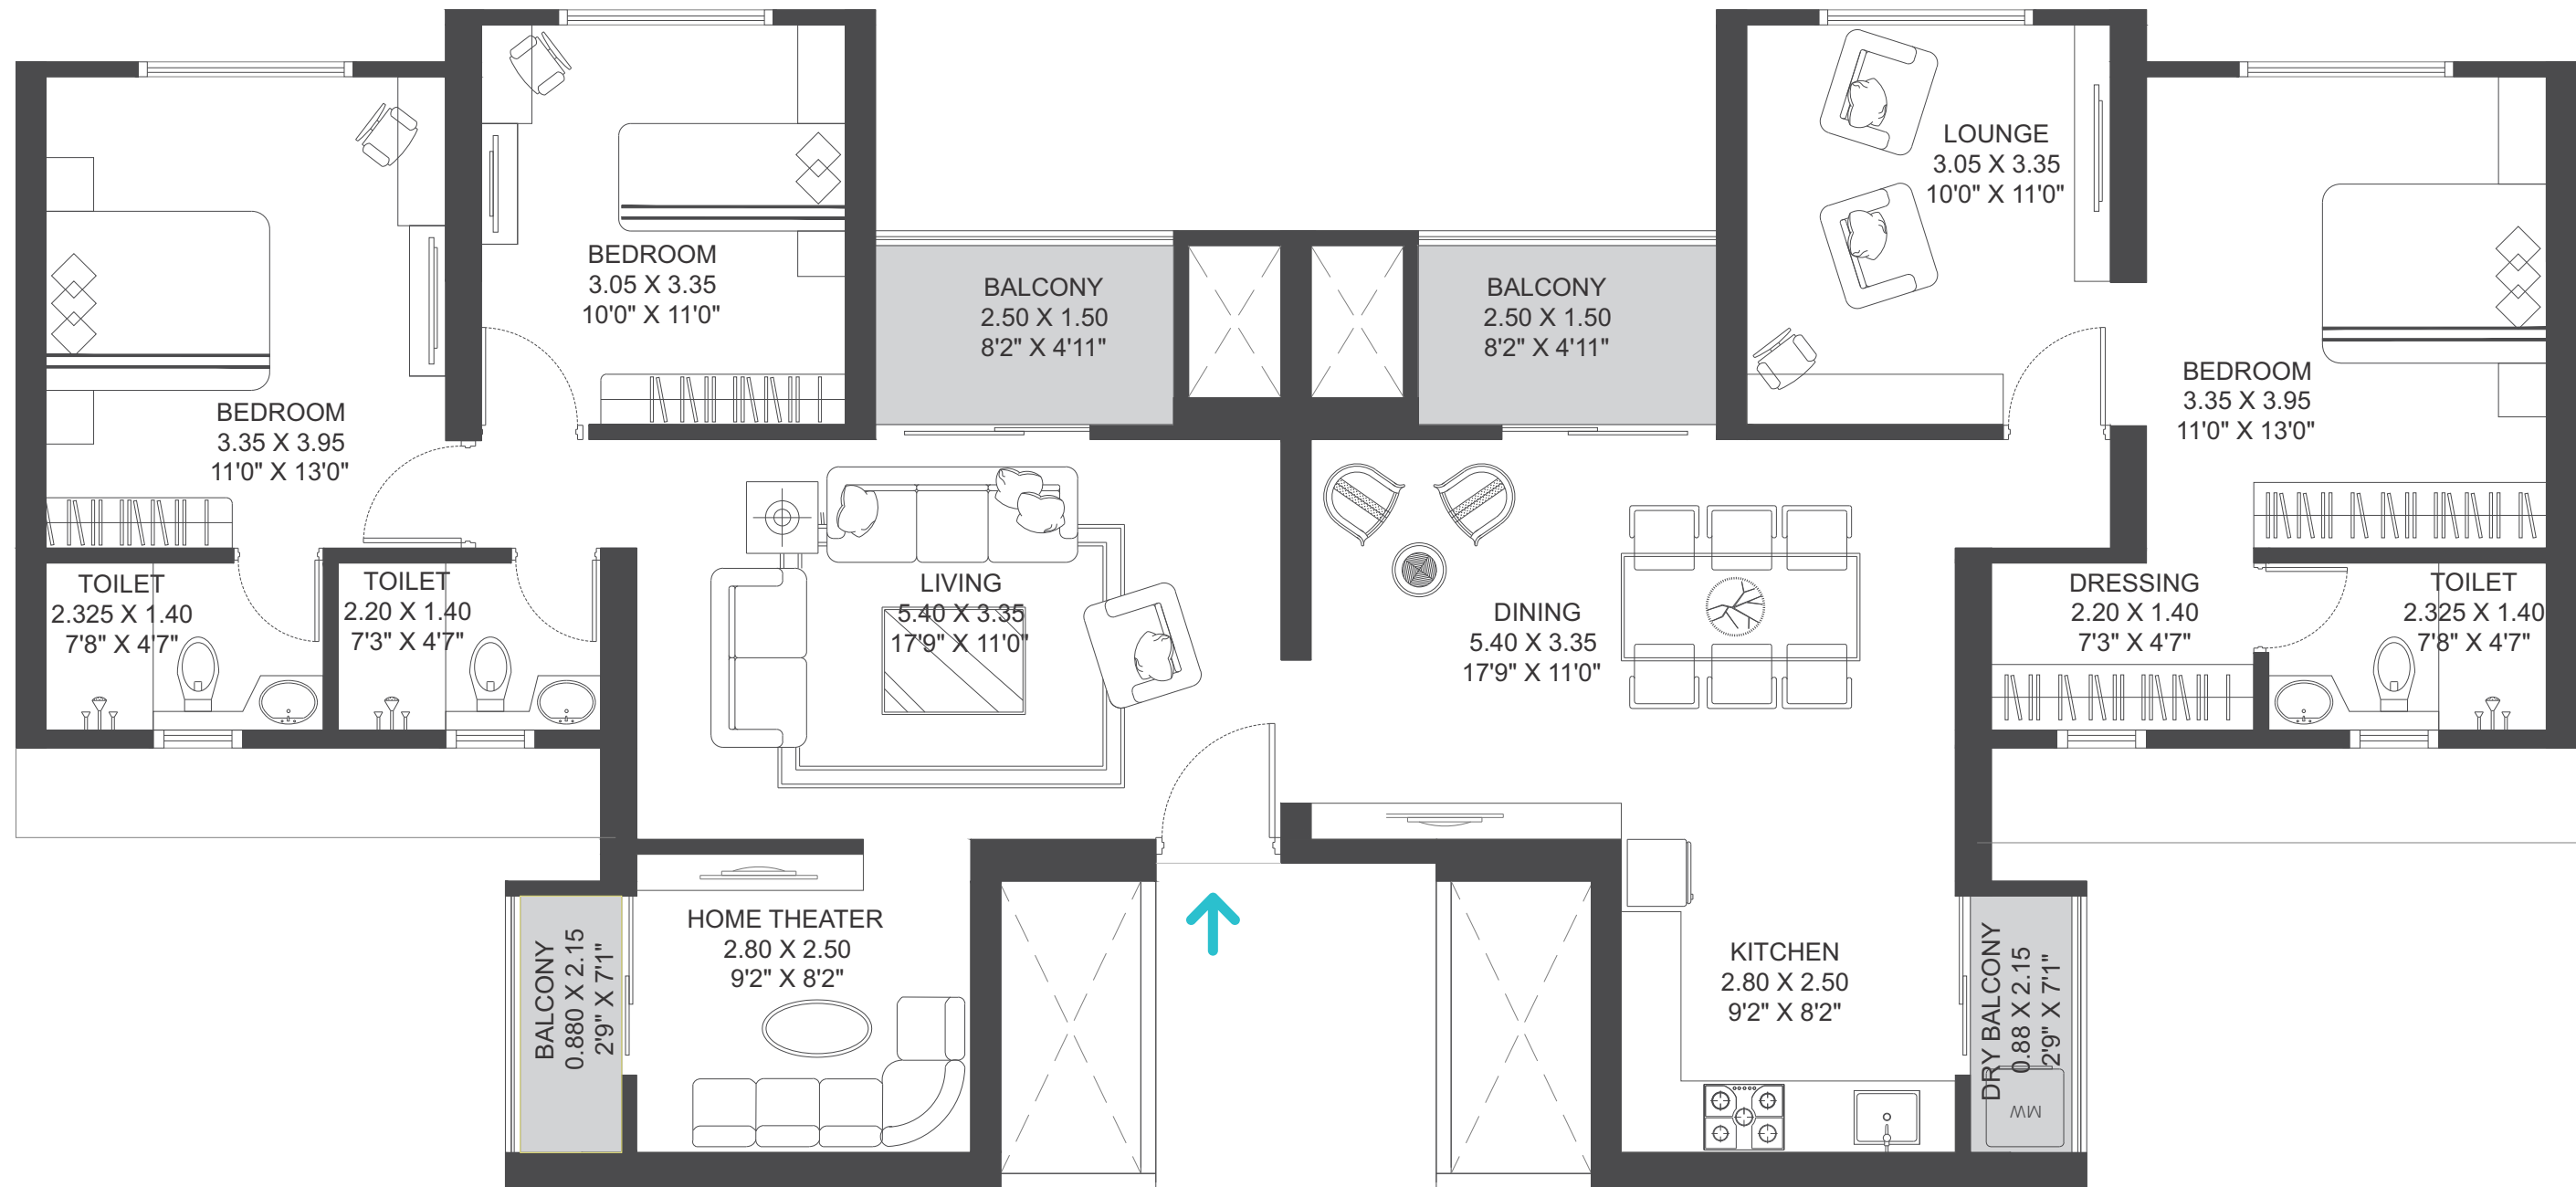 LOUNGE
3.05 X 3.35
10'0" X 11'0"
BEDROOM
3.05 X 3.35
10'0" X 11'0"
BALCONY
2.50 X 1.50
8'2" X 4'11"
BALCONY
2.50 X 1.50
8'2" X 4'11"
BEDROOM
3.35 X 3.95
11'0" X 13'0"
BEDROOM
3.35 X 3.95
11'0" X 13'0"
TOILET
2.325 X 1.40
7'8" X 4'7"
TOILET
2.20 X 1.40
7'3" X 4'7"
LIVING
5.40 X 3.35
17'9" X 11'0"
DINING
5.40 X 3.35
17'9" X 11'0"
DRESSING
2.20 X 1.40
7'3" X 4'7"
TOILET
2.325 X 1.40
7'8" X 4'7"
BALCONY
0.880 X 2.15
2'9" X 7'1"
HOME THEATER
2.80 X 2.50
9'2" X 8'2"
KITCHEN
2.80 X 2.50
9'2" X 8'2"
DRY BALCONY
0.88 X 2.15
2'9" X 7'1"
MW